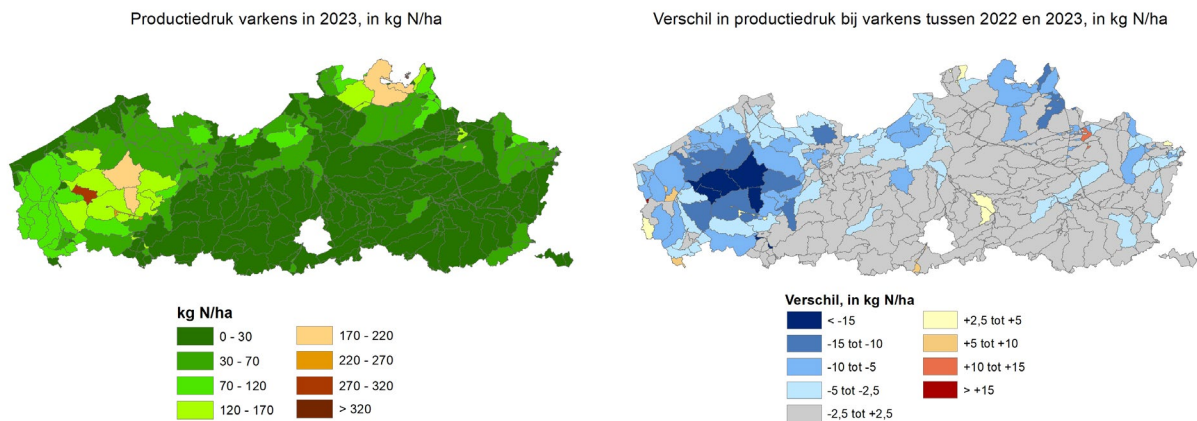 Productiedruk varkens in 2023, in kg N/ha
kg N/ha
0 - 30
30 - 70
70 - 120
120 - 170
170 - 220
220 - 270
270 - 320
> 320
Verschil in productiedruk bij varkens tussen 2022 en 2023, in kg N/ha
Verschil, in kg N/ha
< -15
-15 tot -10
-10 tot -5
-5 tot -2,5
-2,5 tot +2,5
+2,5 tot +5
+5 tot +10
+10 tot +15
> +15